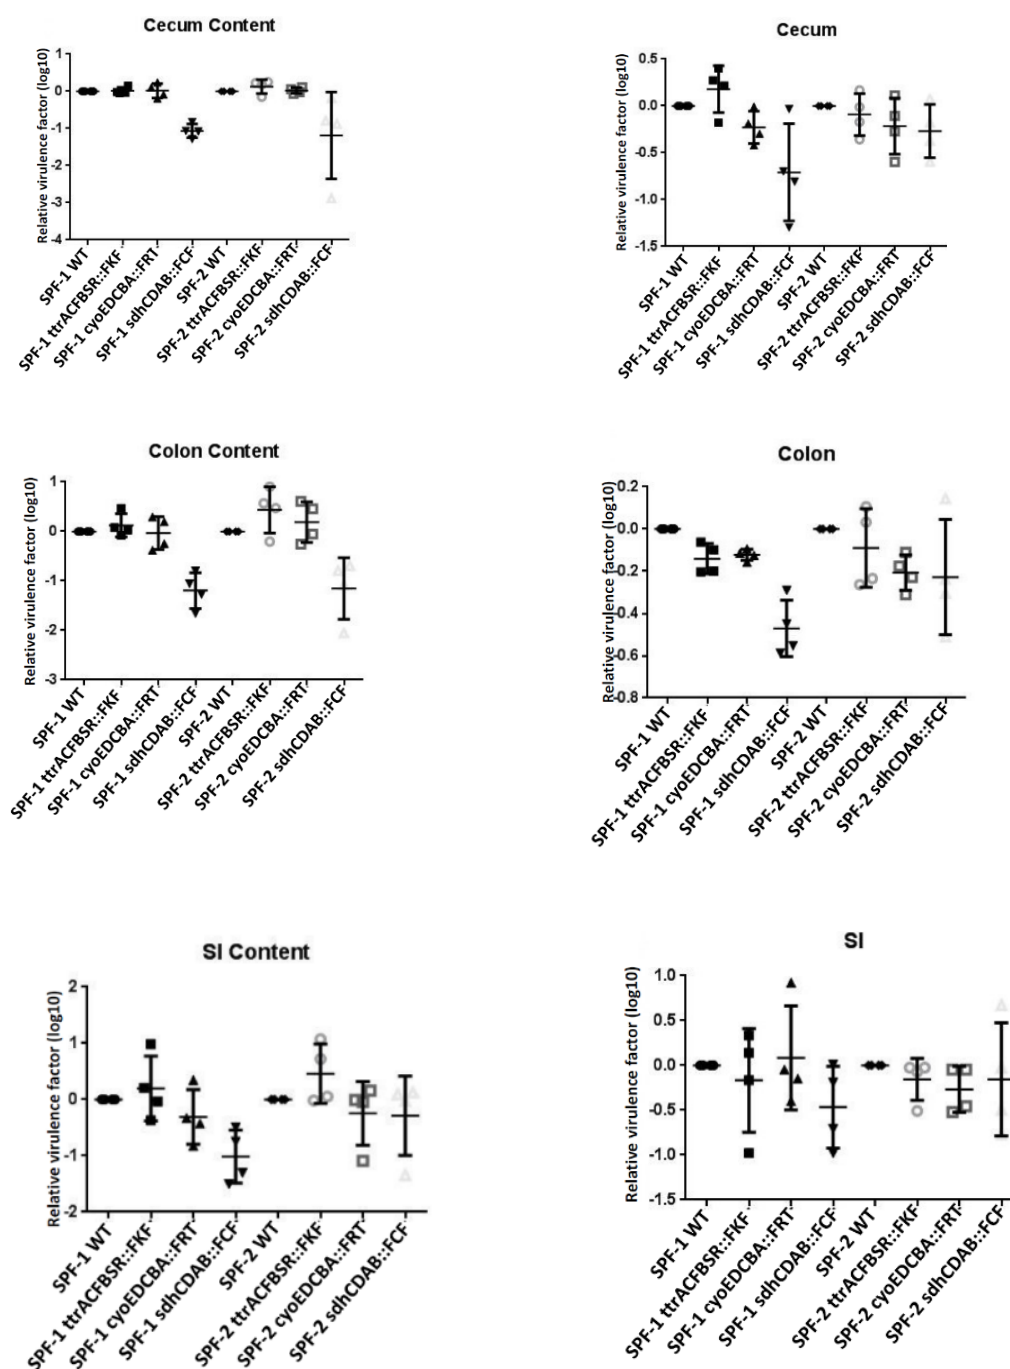 Cecum Content
Relative virulence factor (log10)
1
0
-1
-2
-3
-4
SPF-1 WT
SPF-1 ttrACFBSR::FKF
SPF-1 cyoEDCBA::FRT
SPF-1 sdhCDAB::FCF
SPF-2 WT
SPF-2 ttrACFBSR::FKF
SPF-2 cyoEDCBA::FRT
SPF-2 sdhCDAB::FCF
Cecum
Relative virulence factor (log10)
0.5
0.0
-0.5
-1.0
-1.5
SPF-1 WT
SPF-1 ttrACFBSR::FKF
SPF-1 cyoEDCBA::FRT
SPF-1 sdhCDAB::FCF
SPF-2 WT
SPF-2 ttrACFBSR::FKF
SPF-2 cyoEDCBA::FRT
SPF-2 sdhCDAB::FCF
Colon Content
Relative virulence factor (log10)
1
0
-1
-2
-3
SPF-1 WT
SPF-1 ttrACFBSR::FKF
SPF-1 cyoEDCBA::FRT
SPF-1 sdhCDAB::FCF
SPF-2 WT
SPF-2 ttrACFBSR::FKF
SPF-2 cyoEDCBA::FRT
SPF-2 sdhCDAB::FCF
Colon
Relative virulence factor (log10)
0.2
0.0
-0.2
-0.4
-0.6
-0.8
SPF-1 WT
SPF-1 ttrACFBSR::FKF
SPF-1 cyoEDCBA::FRT
SPF-1 sdhCDAB::FCF
SPF-2 WT
SPF-2 ttrACFBSR::FKF
SPF-2 cyoEDCBA::FRT
SPF-2 sdhCDAB::FCF
SI Content
Relative virulence factor (log10)
2
1
0
-1
-2
SPF-1 WT
SPF-1 ttrACFBSR::FKF
SPF-1 cyoEDCBA::FRT
SPF-1 sdhCDAB::FCF
SPF-2 WT
SPF-2 ttrACFBSR::FKF
SPF-2 cyoEDCBA::FRT
SPF-2 sdhCDAB::FCF
SI
Relative virulence factor (log10)
1.0
0.5
0.0
-0.5
-1.0
-1.5
SPF-1 WT
SPF-1 ttrACFBSR::FKF
SPF-1 cyoEDCBA::FRT
SPF-1 sdhCDAB::FCF
SPF-2 WT
SPF-2 ttrACFBSR::FKF
SPF-2 cyoEDCBA::FRT
SPF-2 sdhCDAB::FCF